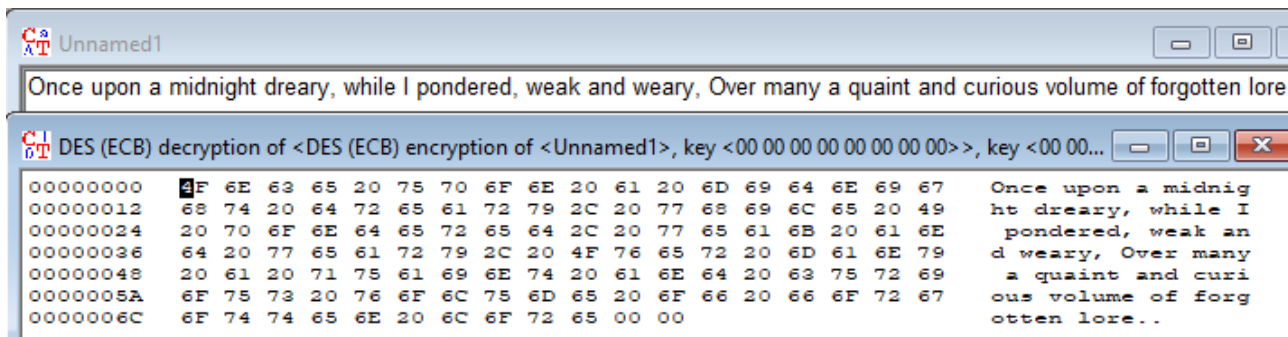 Unnamed1
Once upon a midnight dreary, while I pondered, weak and weary, Over many a quaint and curious volume of forgotten lore
DES (ECB) decryption of <DES (ECB) encryption of <Unnamed1>, key <00 00 00 00 00 00 00 00>>, key <00 00...
00000000 4F 6E 63 65 20 75 70 6F 6E 20 61 20 6D 69 64 6E 69 67 Once upon a midnig
00000012 68 74 20 64 72 65 61 72 79 2C 20 77 68 69 6C 65 20 49 ht dreary, while I
00000024 20 70 6F 6E 64 65 72 65 64 2C 20 77 65 61 6B 20 61 6E pondered, weak an
00000036 64 20 77 65 61 72 79 2C 20 4F 76 65 72 20 6D 61 6E 79 d weary, Over many
00000048 20 61 20 71 75 61 69 6E 74 20 61 6E 64 20 63 75 72 69 a quaint and curi
0000005A 6F 75 73 20 76 6F 6C 75 6D 65 20 6F 66 20 66 6F 72 67 ous volume of forg
0000006C 6F 74 74 65 6E 20 6C 6F 72 65 00 00 otten lore..